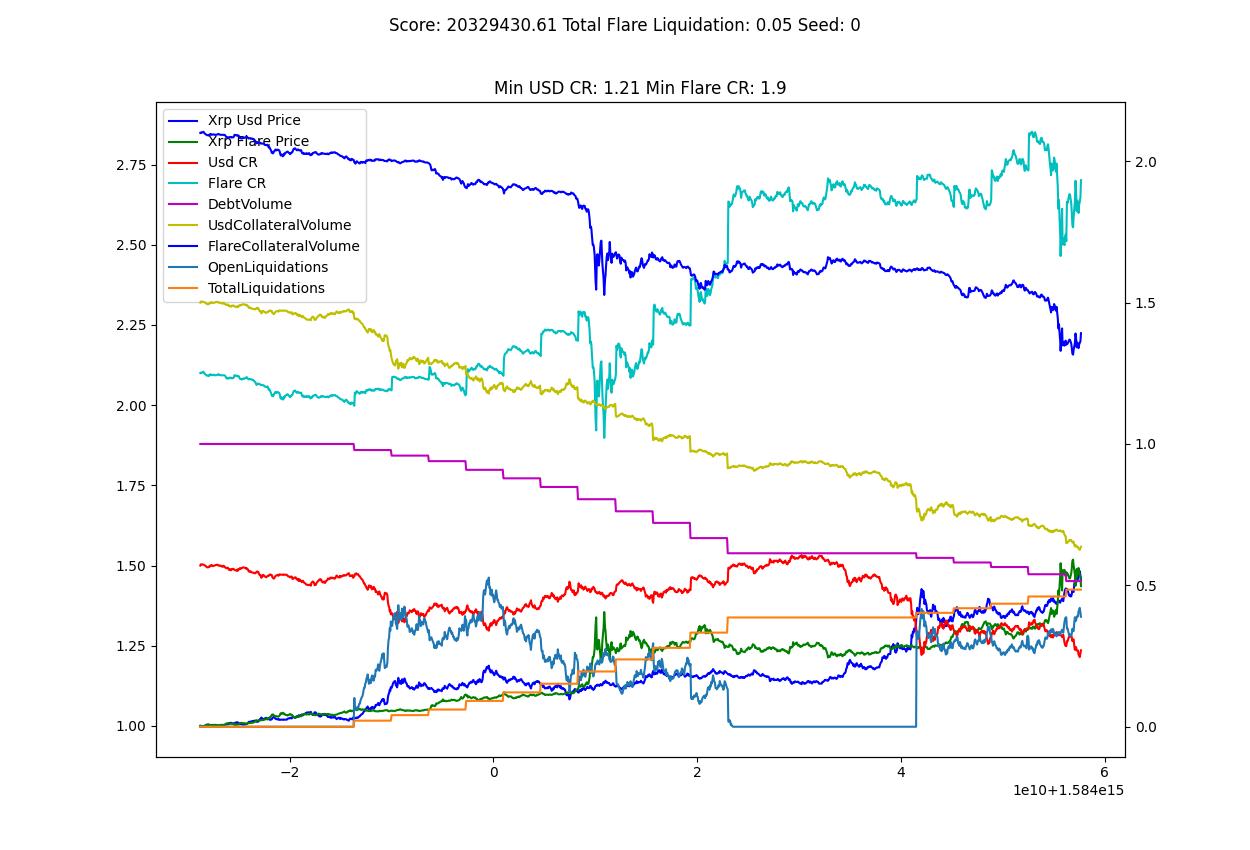 Score: 20329430.61 Total Flare Liquidation: 0.05 Seed: 0
Min USD CR: 1.21 Min Flare CR: 1.9
Xrp Usd Price
Xrp Flare Price
Usd CR
Flare CR
DebtVolume
UsdCollateralVolume
FlareCollateralVolume
OpenLiquidations
TotalLiquidations
2.75
2.50
2.25
2.00
1.75
1.50
1.25
1.00
2.0
1.5
1.0
0.5
0.0
−2 0 2 4 6
1e10+1.584e15